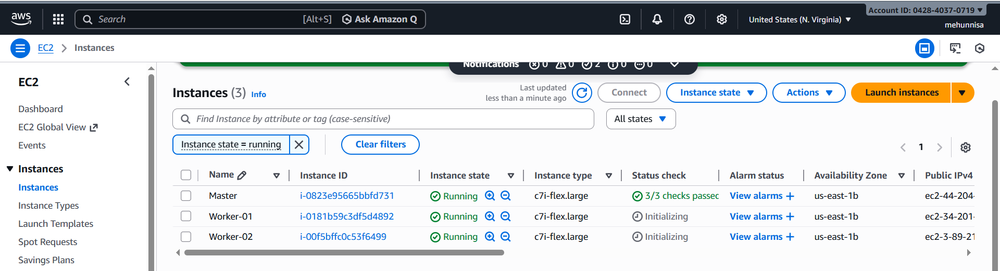 Account ID: 0428-4037-0719
aws Search [Alt+S] Ask Amazon Q United States (N. Virginia)
mehunnisa
EC2 > Instances
Notifications 0 0 2 0 0
EC2
Dashboard
EC2 Global View
Events
Instances
Instances
Instance Types
Launch Templates
Spot Requests
Savings Plans
Instances (3) Info
Last updated
less than a minute ago
Connect Instance state Actions Launch instances
Find Instance by attribute or tag (case-sensitive) All states
Instance state = running Clear filters
1
Name Instance ID Instance state Instance type Status check Alarm status Availability Zone Public IPv4
Master i-0823e95665bbfd731 Running c7i-flex.large 3/3 checks passed View alarms + us-east-1b ec2-44-204-
Worker-01 i-0181b59c3df5d4892 Running c7i-flex.large Initializing View alarms + us-east-1b ec2-34-201-
Worker-02 i-00f5bffc0c53f6499 Running c7i-flex.large Initializing View alarms + us-east-1b ec2-3-89-21